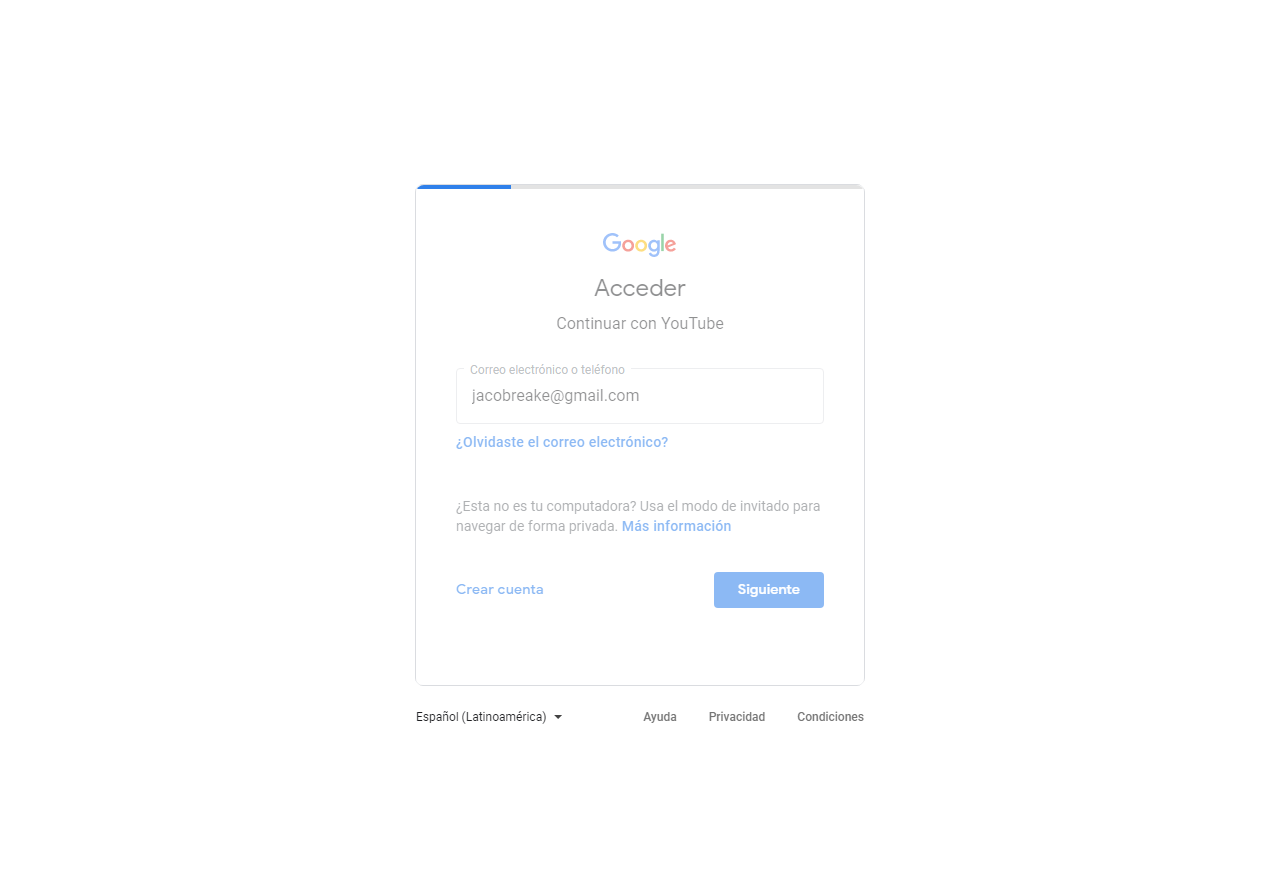 Google
Acceder
Continuar con YouTube
Correo electrónico o teléfono
jacobreake@gmail.com
¿Olvidaste el correo electrónico?
¿Esta no es tu computadora? Usa el modo de invitado para
navegar de forma privada. Más información
Crear cuenta
Siguiente
Español (Latinoamérica)
Ayuda
Privacidad
Condiciones